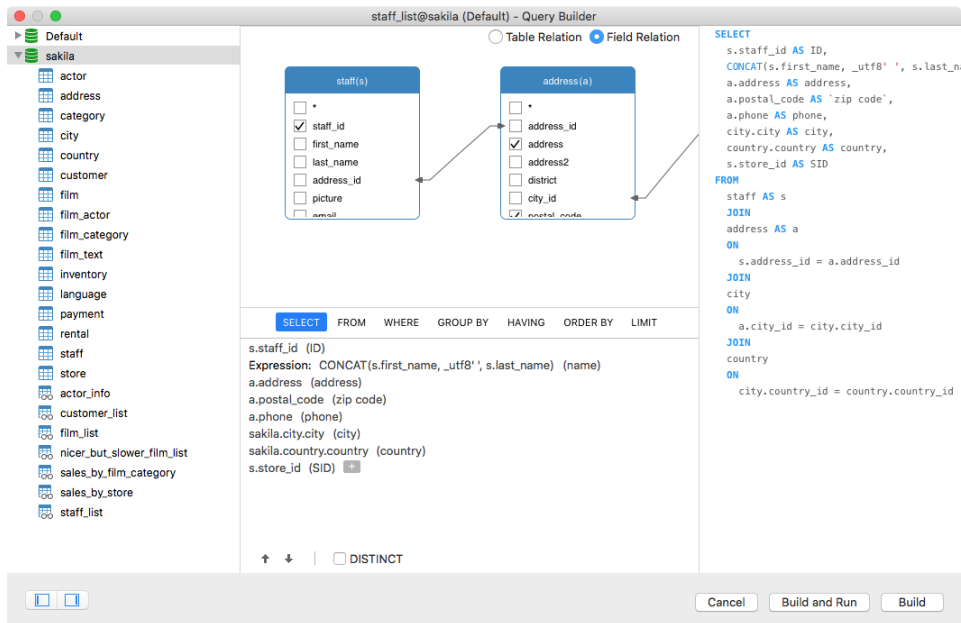 staff_list@sakila (Default) - Query Builder
Default
sakila
actor
address
category
city
country
customer
film
film_actor
film_category
film_text
inventory
language
payment
rental
staff
store
actor_info
customer_list
film_list
nicer_but_slower_film_list
sales_by_film_category
sales_by_store
staff_list
Table Relation Field Relation
staff(s)
*
staff_id
first_name
last_name
address_id
picture
email
address(a)
*
address_id
address
address2
district
city_id
postal_code
SELECT FROM WHERE GROUP BY HAVING ORDER BY LIMIT
s.staff_id (ID)
Expression: CONCAT(s.first_name, _utf8' ', s.last_name) (name)
a.address (address)
a.postal_code (zip code)
a.phone (phone)
sakila.city.city (city)
sakila.country.country (country)
s.store_id (SID) +
DISTINCT
SELECT
s.staff_id AS ID,
CONCAT(s.first_name, _utf8' ', s.last_na
a.address AS address,
a.postal_code AS `zip code`,
a.phone AS phone,
city.city AS city,
country.country AS country,
s.store_id AS SID
FROM
staff AS s
JOIN
address AS a
ON
s.address_id = a.address_id
JOIN
city
ON
a.city_id = city.city_id
JOIN
country
ON
city.country_id = country.country_id
Cancel Build and Run Build